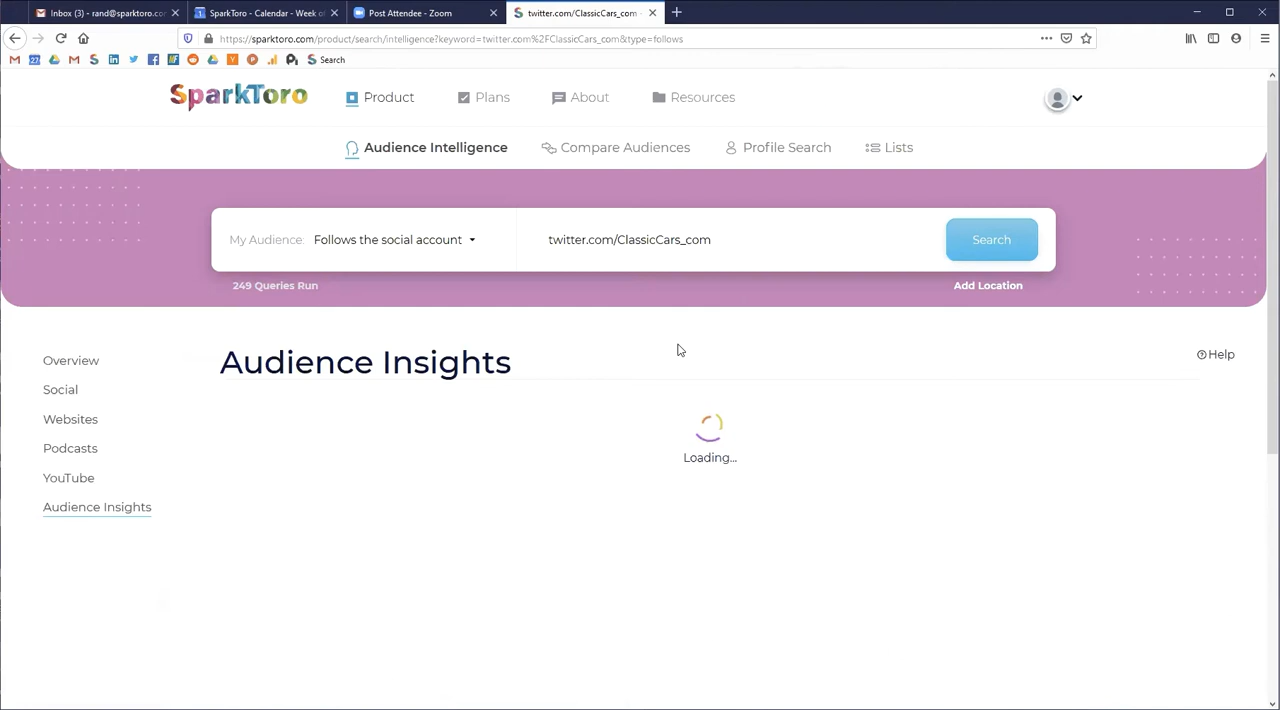 Inbox (3) - rand@sparktoro.co
SparkToro - Calendar - Week o
Post Attendee - Zoom
twitter.com/ClassicCars_com -
https://sparktoro.com/product/search/intelligence?keyword=twitter.com%2FClassicCars_com&type=follows
Search
SparkToro
Product
Plans
About
Resources
Audience Intelligence
Compare Audiences
Profile Search
Lists
My Audience: Follows the social account
twitter.com/ClassicCars_com
Search
249 Queries Run
Add Location
Overview
Social
Websites
Podcasts
YouTube
Audience Insights
Audience Insights
Help
Loading...